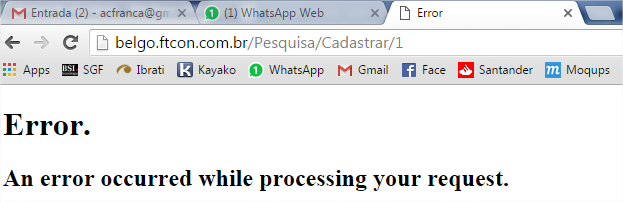 Entrada (2) - acfranca@gm
(1) WhatsApp Web
Error
belgo.ftcon.com.br/Pesquisa/Cadastrar/1
Apps BSI SGF Ibrati Kayako WhatsApp Gmail Face Santander Moqups
Error.
An error occurred while processing your request.